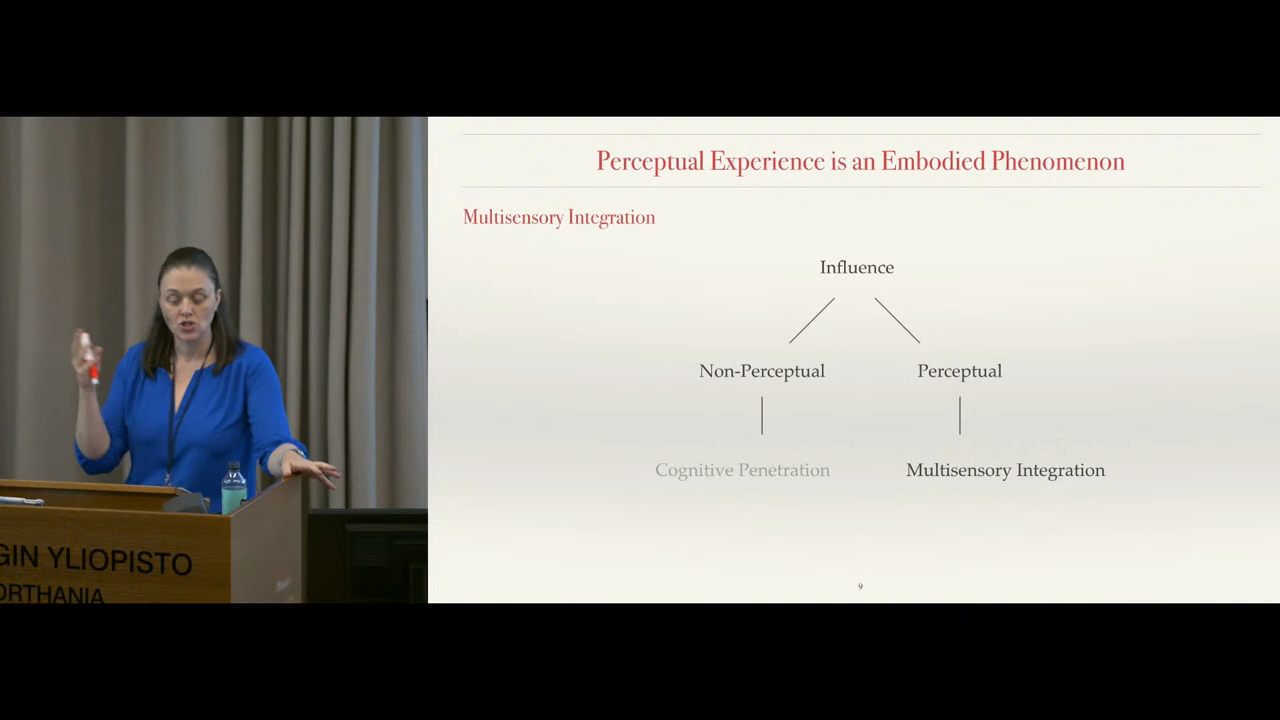 Perceptual Experience is an Embodied Phenomenon
Multisensory Integration
Influence
Non-Perceptual
Perceptual
Cognitive Penetration
Multisensory Integration
9
GIN YLIOPISTO
ORTHANIA